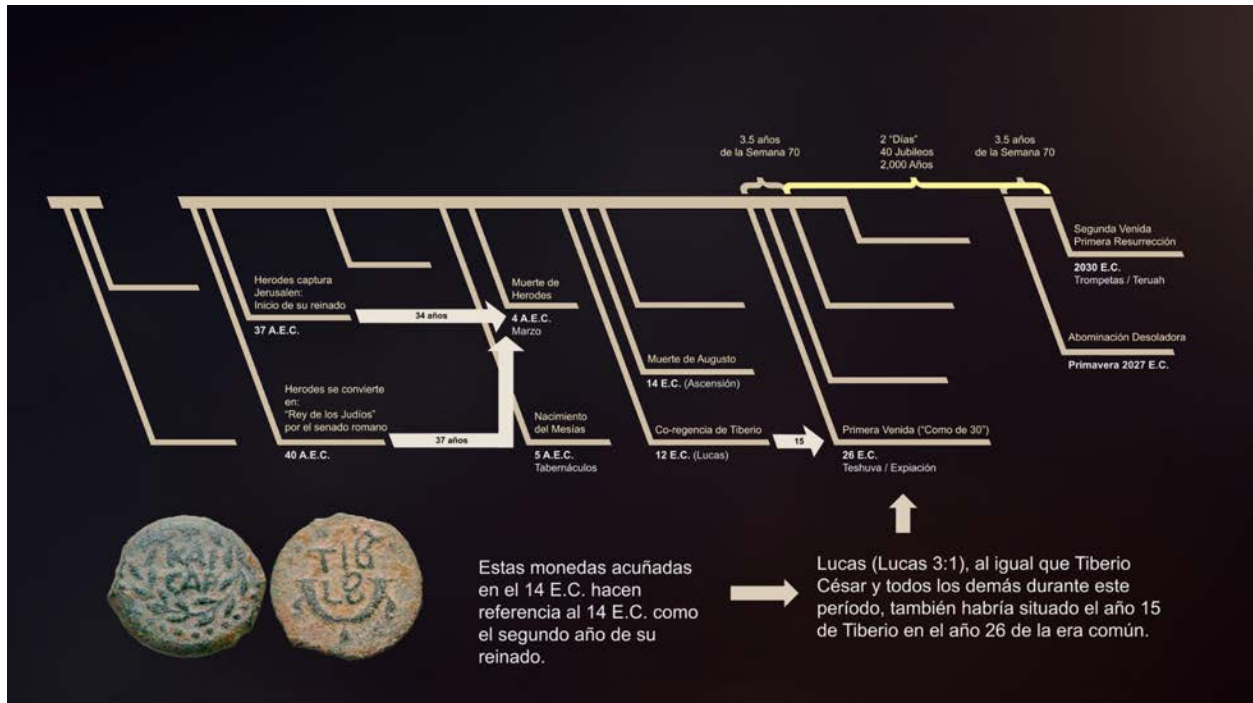 3.5 años
de la Semana 70
2 “Días”
40 Jubileos
2,000 Años
3.5 años
de la Semana 70
Segunda Venida
Primera Resurrección
2030 E.C.
Trompetas / Teruah
Herodes captura
Jerusalen:
Inicio de su reinado
37 A.E.C.
34 años
Muerte de
Herodes
4 A.E.C.
Marzo
Abominación Desoladora
Primavera 2027 E.C.
Muerte de Augusto
14 E.C. (Ascensión)
Herodes se convierte
en:
“Rey de los Judíos”
por el senado romano
40 A.E.C.
37 años
Nacimiento
del Mesías
5 A.E.C.
Tabernáculos
Co-regencia de Tiberio
12 E.C. (Lucas)
15
Primera Venida (“Como de 30”)
26 E.C.
Teshuva / Expiación
KAI
CAP
TIB
Estas monedas acuñadas
en el 14 E.C. hacen
referencia al 14 E.C. como
el segundo año de su
reinado.
Lucas (Lucas 3:1), al igual que Tiberio
César y todos los demás durante este
período, también habría situado el año 15
de Tiberio en el año 26 de la era común.